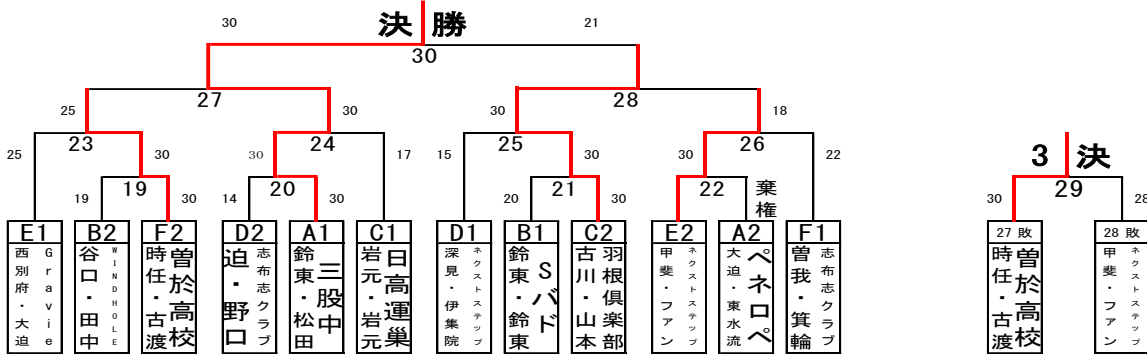 30 決 勝 21
30
27 28
25 30 30 18
23 24 25 26
25 30 30 17 15 30 30 22
3 決
19 20 21 22 棄権
29
19 30 14 30 20 30
30 28
E1 B2 F2 D2 A1 C1 D1 B1 C2 E2 A2 F1
27 敗 28 敗
西別府・大迫 Gravie
谷口・田中 WINDHOLE
時任・古渡 曽於高校
迫・野口 志布志クラブ
鈴東・松田 三股中
岩元・岩元 日高運巣
深見・伊集院 ネクストステップ
鈴東・鈴東 Sバド
古川・山本 羽根倶楽部
甲斐・ファン ネクストステップ
大迫・東水流 ペネロペ
曽我・箕輪 志布志クラブ
時任・古渡 曽於高校
甲斐・ファン ネクストステップ